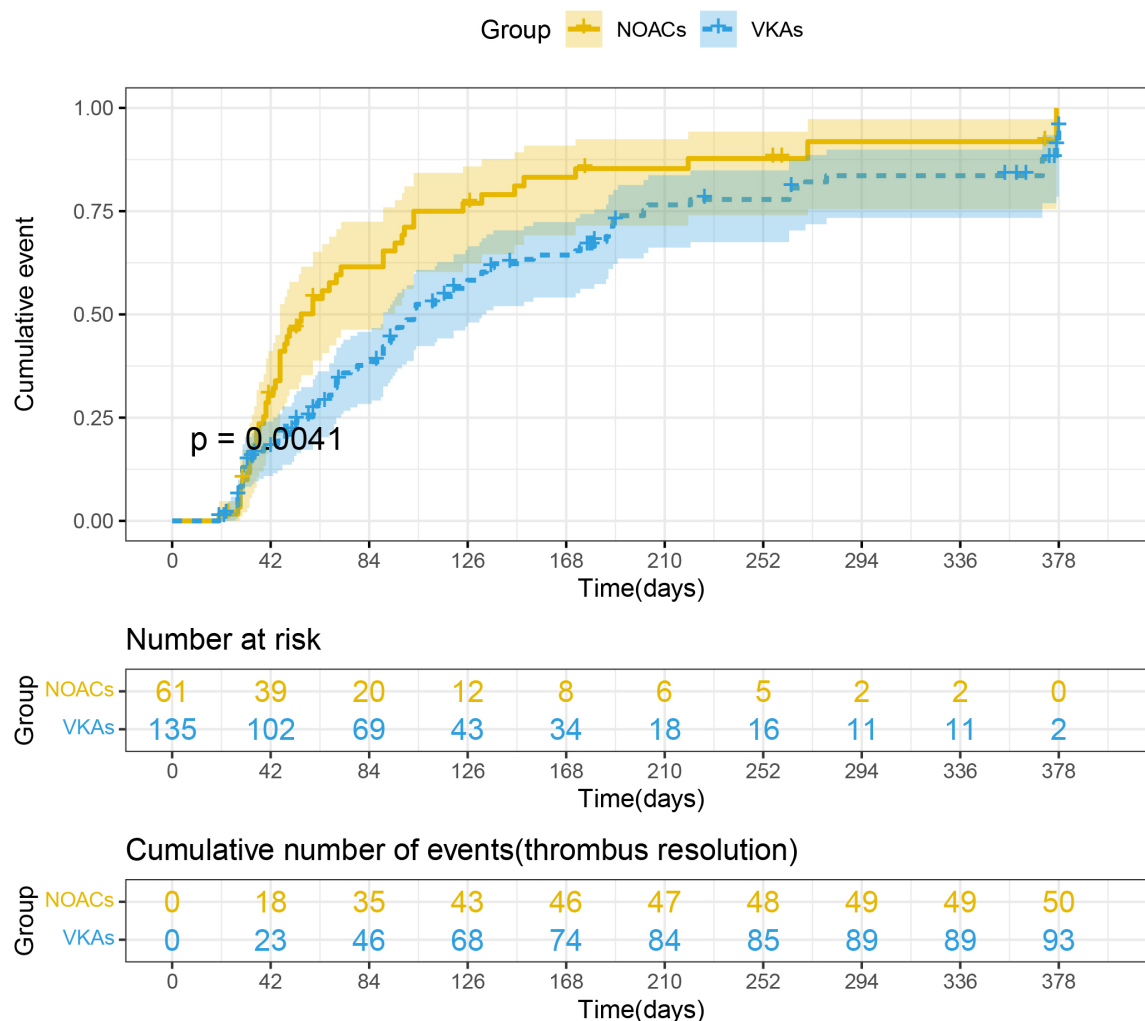 Group NOACs VKAs
1.00
0.75
0.50
0.25
0.00
Cumulative event
p = 0.0041
0 42 84 126 168 210 252 294 336 378
Time(days)
Number at risk
Group
NOACs 61 39 20 12 8 6 5 2 2 0
VKAs 135 102 69 43 34 18 16 11 11 2
0 42 84 126 168 210 252 294 336 378
Time(days)
Cumulative number of events(thrombus resolution)
Group
NOACs 0 18 35 43 46 47 48 49 49 50
VKAs 0 23 46 68 74 84 85 89 89 93
0 42 84 126 168 210 252 294 336 378
Time(days)